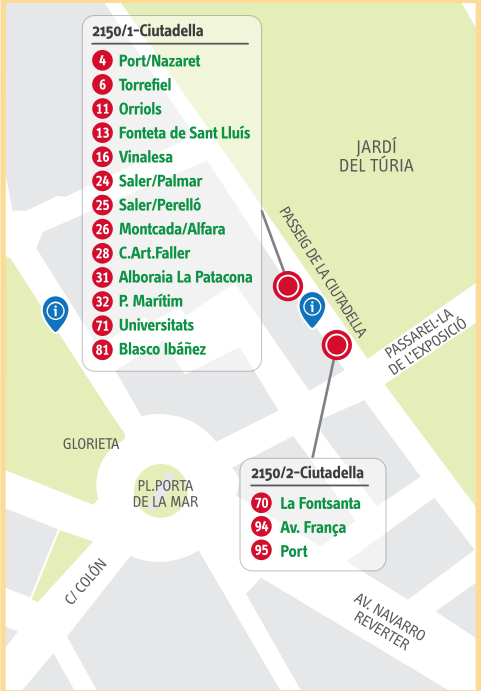 2150/1-Ciutadella
4 Port/Nazaret
6 Torrefiel
11 Orriols
13 Fonteta de Sant Lluís
16 Vinalesa
24 Saler/Palmar
25 Saler/Perelló
26 Montcada/Alfara
28 C.Art.Faller
31 Alboraia La Patacona
32 P. Marítim
71 Universitats
81 Blasco Ibáñez
JARDÍ
DEL TÚRIA
PASSEIG DE LA CIUTADELLA
i
i
PASSAREL·LA
DE L'EXPOSICIÓ
GLORIETA
PL.PORTA
DE LA MAR
2150/2-Ciutadella
70 La Fontsanta
94 Av. França
95 Port
C/ COLÓN
AV. NAVARRO
REVERTER